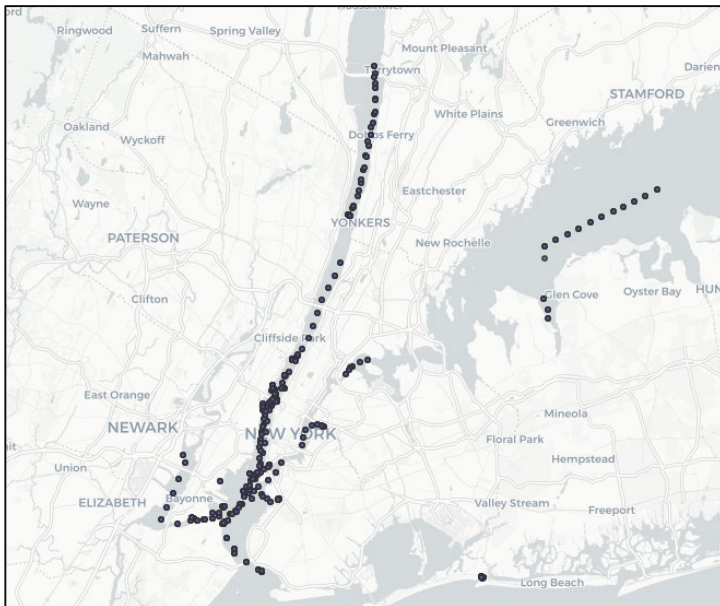 Ringwood
Suffern
Spring Valley
Mahwah
Mount Pleasant
Tarrytown
Darien
STAMFORD
White Plains
Greenwich
Oakland
Wyckoff
Dobbs Ferry
Eastchester
Wayne
YONKERS
PATERSON
New Rochelle
Clifton
Glen Cove
Oyster Bay
HUN
Cliffside Park
East Orange
Mineola
NEWARK
NEW YORK
Floral Park
Hempstead
Union
ELIZABETH
Bayonne
Valley Stream
Freeport
Long Beach